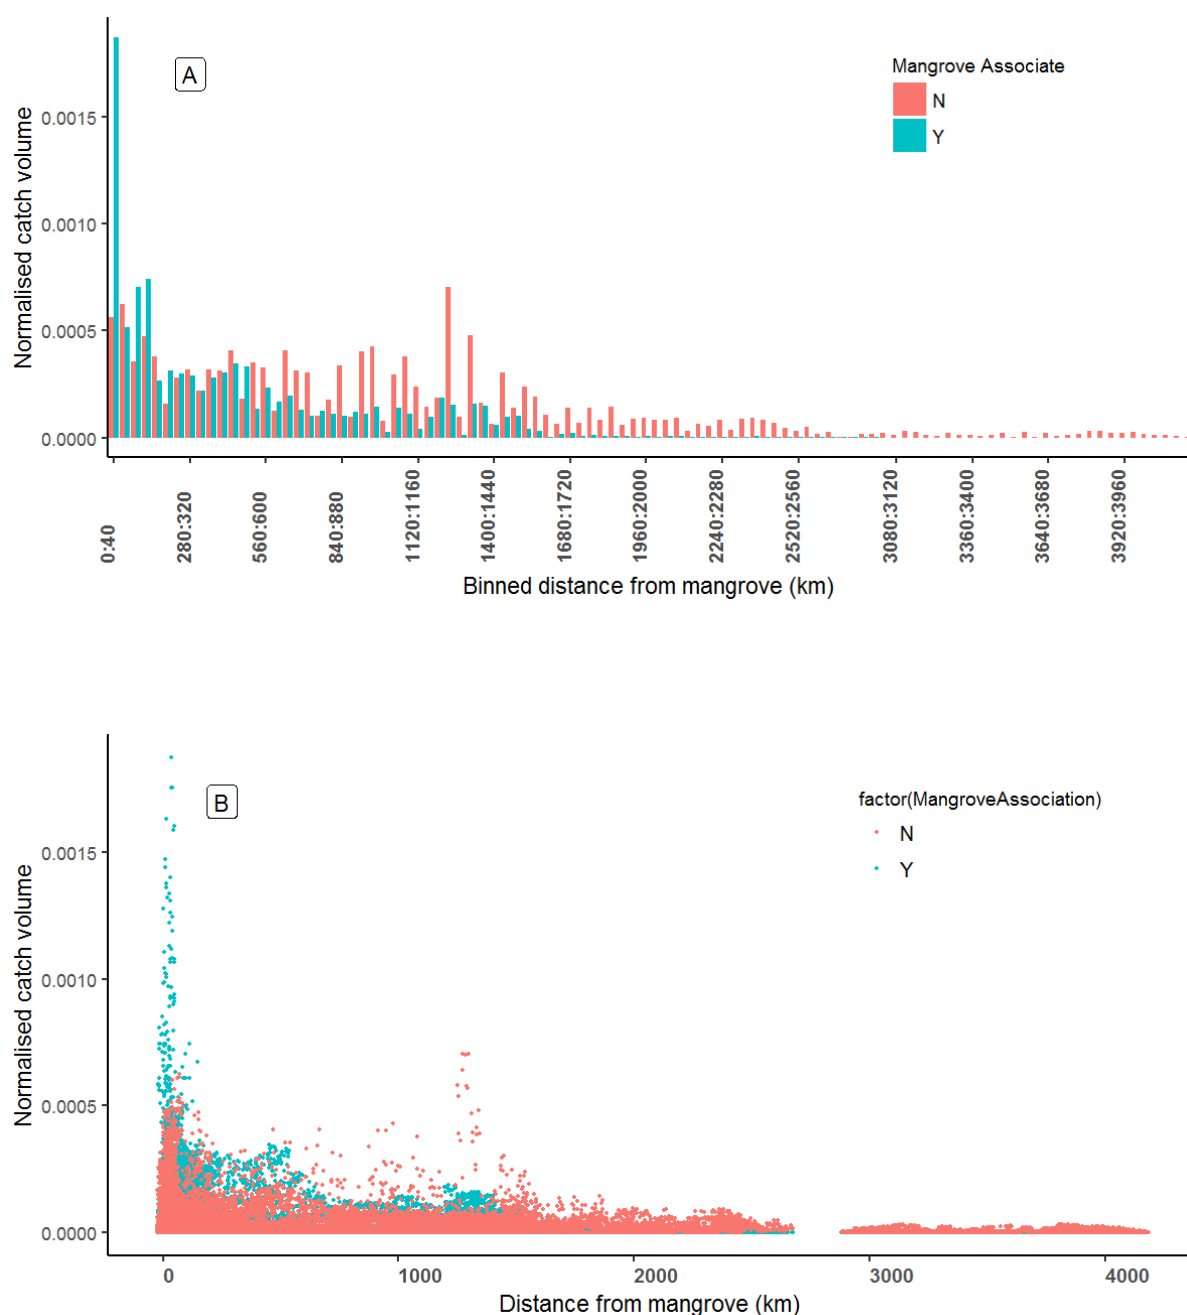 A
Mangrove Associate
N
Y
Normalised catch volume
0.0015
0.0010
0.0005
0.0000
0:40
280:320
560:600
840:880
1120:1160
1400:1440
1680:1720
1960:2000
2240:2280
2520:2560
3080:3120
3360:3400
3640:3680
3920:3960
Binned distance from mangrove (km)
B
factor(MangroveAssociation)
N
Y
Normalised catch volume
0.0015
0.0010
0.0005
0.0000
0
1000
2000
3000
4000
Distance from mangrove (km)